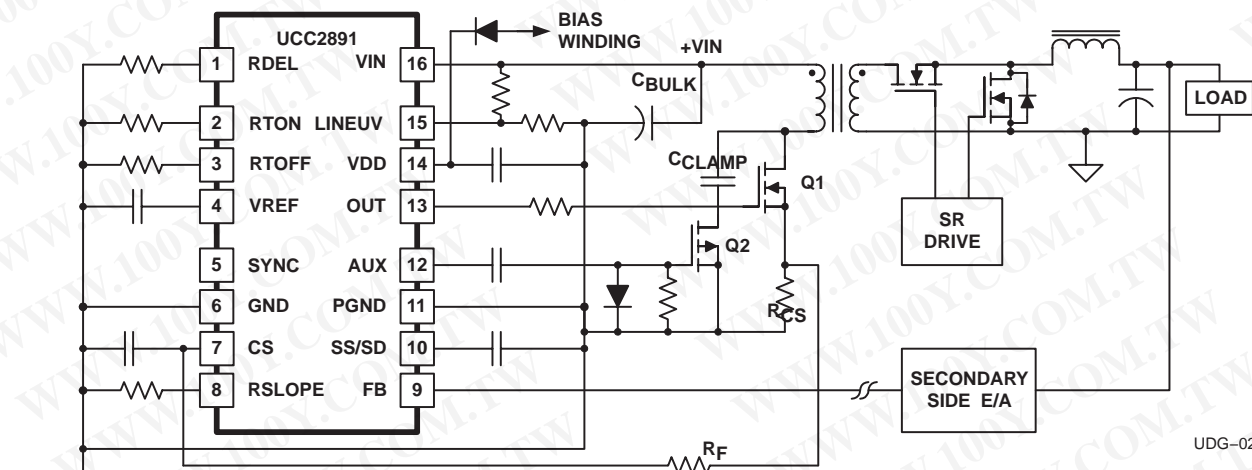 UCC2891
BIAS
WINDING
+VIN
1 RDEL VIN 16
CBULK
2 RTON LINEUV 15
LOAD
3 RTOFF VDD 14
CCLAMP
Q1
4 VREF OUT 13
SR
DRIVE
Q2
5 SYNC AUX 12
6 GND PGND 11
RCS
7 CS SS/SD 10
8 RSLOPE FB 9
SECONDARY
SIDE E/A
RF
UDG–02
WWW.100Y.COM.TW